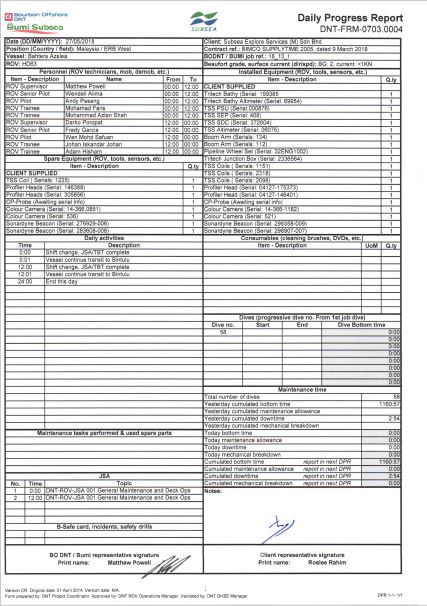 Bourbon Offshore
DNT
Bumi Subsea
SUBSEA
Daily Progress Report
DNT-FRM-0703.0004
Date (DD/MM/YYYY): 27/05/2018
Client: Subsea Explore Services (M) Sdn Bhd
Position (Country / field): Malaysia / ERB West
Contract ref.: BIMCO SUPPLYTIME 2005, dated 9 March 2018
Vessel: Bahtera Azalea
BODNT / BUMI job ref.: 18_10_I
ROV: HD63
Beaufort grade, surface current (dir/spd): BG: 2, current: <1KN
Personnel (ROV technicians, mob, demob, etc.)
Item - Description Name From To
ROV Supervisor Matthew Powell 00:00 12:00
ROV Senior Pilot Wendell Alima 00:00 12:00
ROV Pilot Andy Pasang 00:00 12:00
ROV Trainee Mohamad Faris 00:00 12:00
ROV Trainee Mohammad Azlan Shah 00:00 12:00
ROV Supervisor Darko Poropat 12:00 00:00
ROV Senior Pilot Fredy Garcia 12:00 00:00
ROV Pilot Wan Mohd Safuan 12:00 00:00
ROV Trainee Johan Iskandar Johari 12:00 00:00
ROV Trainee Adam Hisham 12:00 00:00
Installed Equipment (ROV, tools, sensors, etc.)
Item - Description Q.ty
CLIENT SUPPLIED
Tritech Bathy (Serial: 159385 1
Tritech Bathy Altimeter (Serial: 69954) 1
TSS PSU (Serial: 000878) 1
TSS SEP (Serial: 408) 1
TSS SDC (Serial: 372604) 1
TSS Altimeter (Serial: 06075) 1
Boom Arm (Serial: 134) 1
Boom Arm (Serial: 112) 1
Pipeline Wheel Set (Serial: 32ENG1002) 1
Tritech Junction Box (Serial: 2336564) 1
TSS Coils ( Serials: 1151) 1
TSS Coils ( Serials: 2318) 1
TSS Coils ( Serials: 2098) 1
Profiler Head (Serial: 04127-175373) 1
Profiler Head (Serial: 04127-146401) 1
CP-Probe (Awaiting serial info) 1
Colour Camera (Serial: 14-366-1182) 1
Colour Camera (Serial: 521) 1
Sonardyne Beacon (Serial: 299358-009) 1
Sonardyne Beacon (Serial: 298907-007) 1
Spare Equipment (ROV, tools, sensors, etc.)
Item - Description Q.ty
CLIENT SUPPLIED
TSS Coil ( Serials: 1225) 1
Profiler Heads (Serial: 146388) 1
Profiler Heads (Serial: 305666) 1
CP-Probe (Awaiting serial info) 1
Colour Camera (Serial: 14-366,0851) 1
Colour Camera (Serial: 536) 1
Sonardyne Beacon (Serial: 276929-006) 1
Sonardyne Beacon (Serial: 283608-008) 1
Daily activities
Time Description
0:00 Shift change, JSA/TBT complete
0:01 Vessel continue transit to Bintulu
12:00 Shift change, JSA/TBT complete
12:01 Vessel continue transit to Bintulu
24:00 End this day
Consumables (cleaning brushes, DVDs, etc.)
Item - Description UoM Q.ty
Dives (progressive dive no. From 1st job dive)
Dive no. Start End Dive Bottom time
58 0:00
0:00
0:00
0:00
0:00
0:00
0:00
0:00
Maintenance time
Total number of dives 58
Yesterday cumulated bottom time 1160:57
Yesterday cumulated maintenance allowance
Yesterday cumulated downtime 2:54
Yesterday cumulated mechanical breakdown
Today bottom time 0:00
Today maintenance allowance 0:00
Today downtime 0:00
Today mechanical breakdown 0:00
Cumulated bottom time report in next DPR 1160:57
Cumulated maintenance allowance report in next DPR 0:00
Cumulated downtime report in next DPR 2:54
Cumulated mechanical breakdown report in next DPR 0:00
Maintenance tasks performed & used spare parts
JSA
No. Time Topic
1 0:00 DNT-ROV-JSA 001 General Maintenance and Deck Ops
2 12:00 DNT-ROV-JSA 001 General Maintenance and Deck Ops
Notes:
B-Safe card, incidents, safety drills
BO DNT / Bumi representative signature
Print name: Matthew Powell
Client representative signature
Print name: Roslee Rahim
Version CR. Original date: 01 April 2014. Version date: N/A.
Form prepared by: DNT Project Coordinator. Approved by: DNT ROV Operations Manager. Validated by: DNT QHSE Manager
DPR 1-1- 1/1